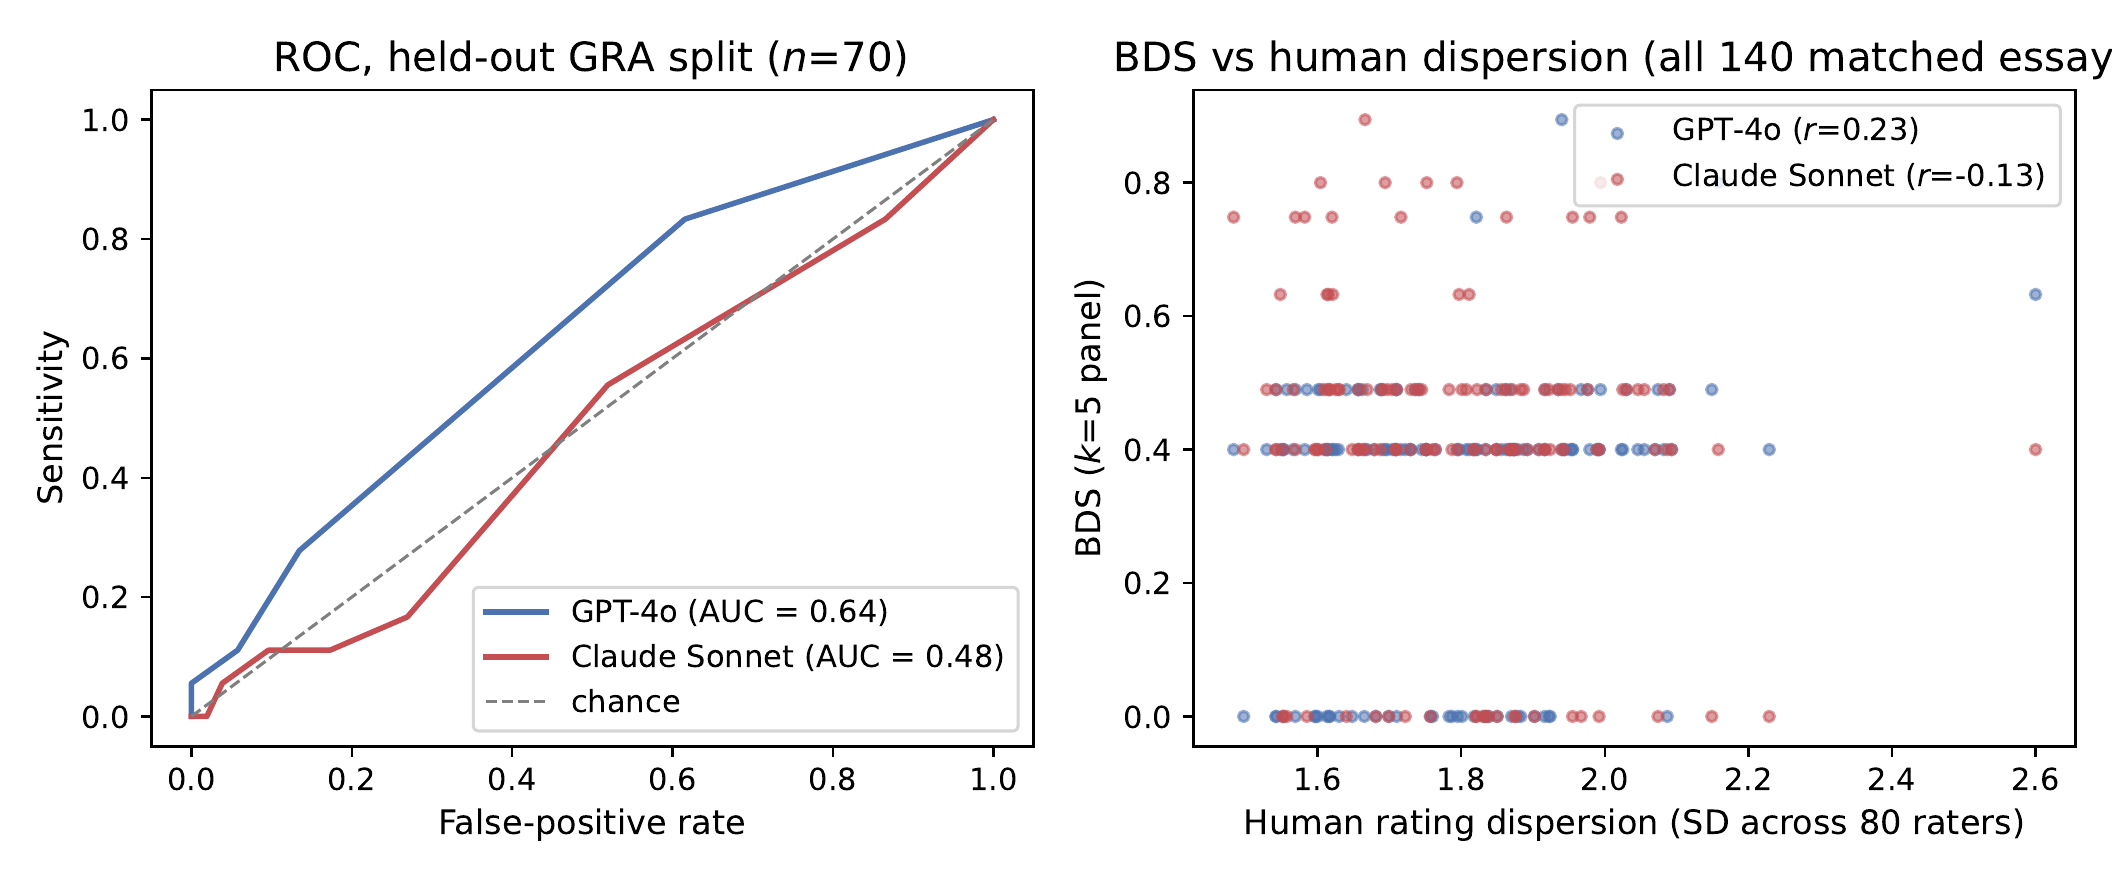 ROC, held-out GRA split (n=70)
Sensitivity
1.0
0.8
0.6
0.4
0.2
0.0
GPT-4o (AUC = 0.64)
Claude Sonnet (AUC = 0.48)
chance
0.0 0.2 0.4 0.6 0.8 1.0
False-positive rate
BDS vs human dispersion (all 140 matched essay
BDS (k=5 panel)
0.8
0.6
0.4
0.2
0.0
GPT-4o (r=0.23)
Claude Sonnet (r=-0.13)
1.6 1.8 2.0 2.2 2.4 2.6
Human rating dispersion (SD across 80 raters)